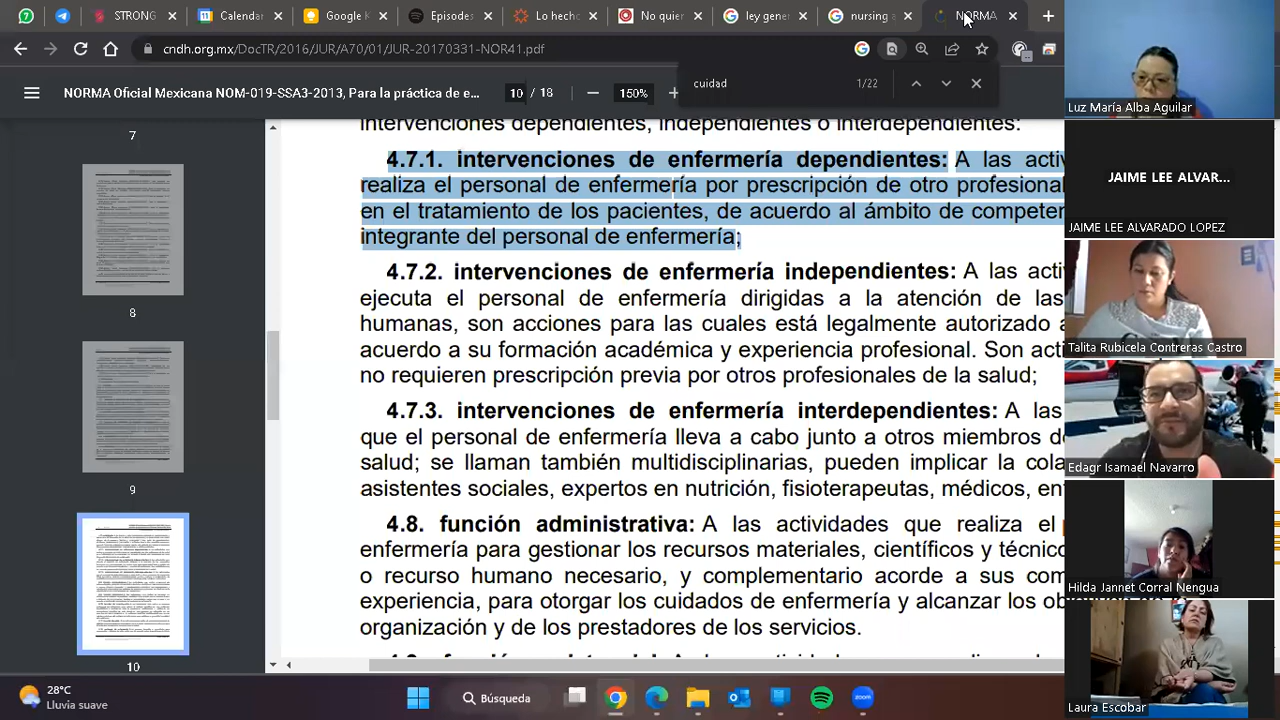 STRONG
Calendar
Google K
Episodes
Lo hecho
No quier
ley gener
nursing a
NORMA
cndh.org.mx/DocTR/2016/JUR/A70/01/JUR-20170331-NOR41.pdf
cuidad
1/22
NORMA Oficial Mexicana NOM-019-SSA3-2013, Para la práctica de e...
10 / 18
150%
7
8
9
10
intervenciones dependientes, independientes o interdependientes:
4.7.1. intervenciones de enfermería dependientes: A las acti
realiza el personal de enfermería por prescripción de otro profesional
en el tratamiento de los pacientes, de acuerdo al ámbito de competen
integrante del personal de enfermería;
4.7.2. intervenciones de enfermería independientes: A las acti
ejecuta el personal de enfermería dirigidas a la atención de las
humanas, son acciones para las cuales está legalmente autorizado a
acuerdo a su formación académica y experiencia profesional. Son acti
no requieren prescripción previa por otros profesionales de la salud;
4.7.3. intervenciones de enfermería interdependientes: A las
que el personal de enfermería lleva a cabo junto a otros miembros de
salud; se llaman también multidisciplinarias, pueden implicar la cola
asistentes sociales, expertos en nutrición, fisioterapeutas, médicos, en
4.8. función administrativa: A las actividades que realiza el
enfermería para gestionar los recursos materiales, científicos y técnico
o recurso humano necesario, y complementario acorde a sus com
experiencia, para otorgar los cuidados de enfermería y alcanzar los ob
organización y de los prestadores de los servicios.
Luz María Alba Aguilar
JAIME LEE ALVAR...
JAIME LEE ALVARADO LOPEZ
Talita Rubicela Contreras Castro
Edagr Isamael Navarro
Hilda Jannet Corral Nengua
Laura Escobar
28°C
Lluvia suave
Búsqueda
zoom